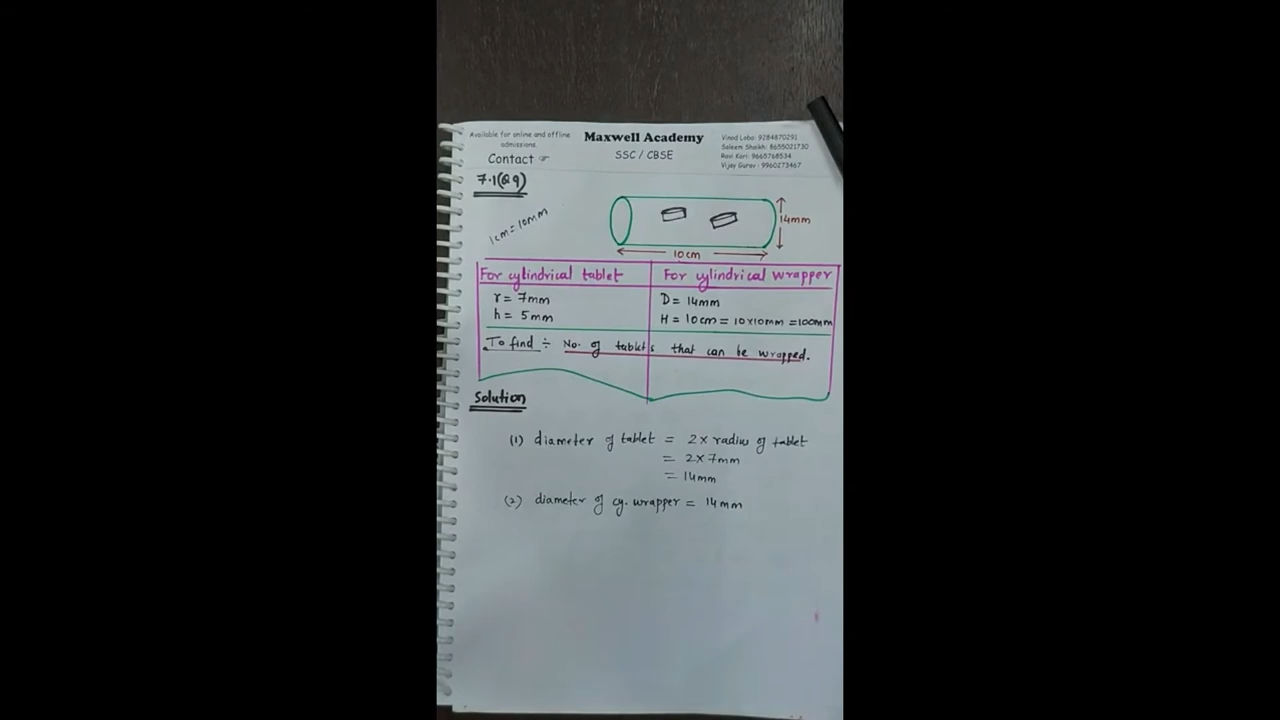 Available for online and offline
admissions.
Contact ☞
Maxwell Academy
SSC / CBSE
Vinod Lobo: 9284870291
Saleem Shaikh: 8655021730
Ravi Kori: 9665768534
Vijay Gurav: 9960273467
7.1(Q9)
1cm = 10mm
14mm
10cm
For cylindrical tablet
For cylindrical wrapper
r = 7mm
D = 14mm
h = 5mm
H = 10cm = 10x10mm = 100mm
To find ÷ No. of tablets that can be wrapped.
Solution
(1) diameter of tablet = 2 × radius of tablet
= 2 × 7mm
= 14mm
(2) diameter of cy. wrapper = 14mm